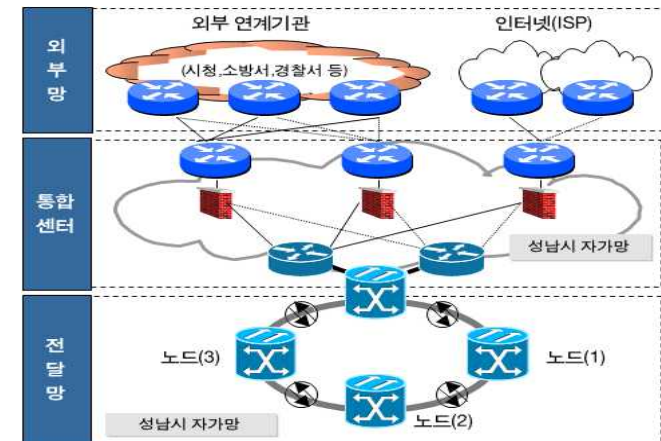 외
부
망
외부 연계기관
인터넷(ISP)
(시청,소방서,경찰서 등)
통합
센터
성남시 자가망
전
달
망
노드(3)
노드(1)
노드(2)
성남시 자가망